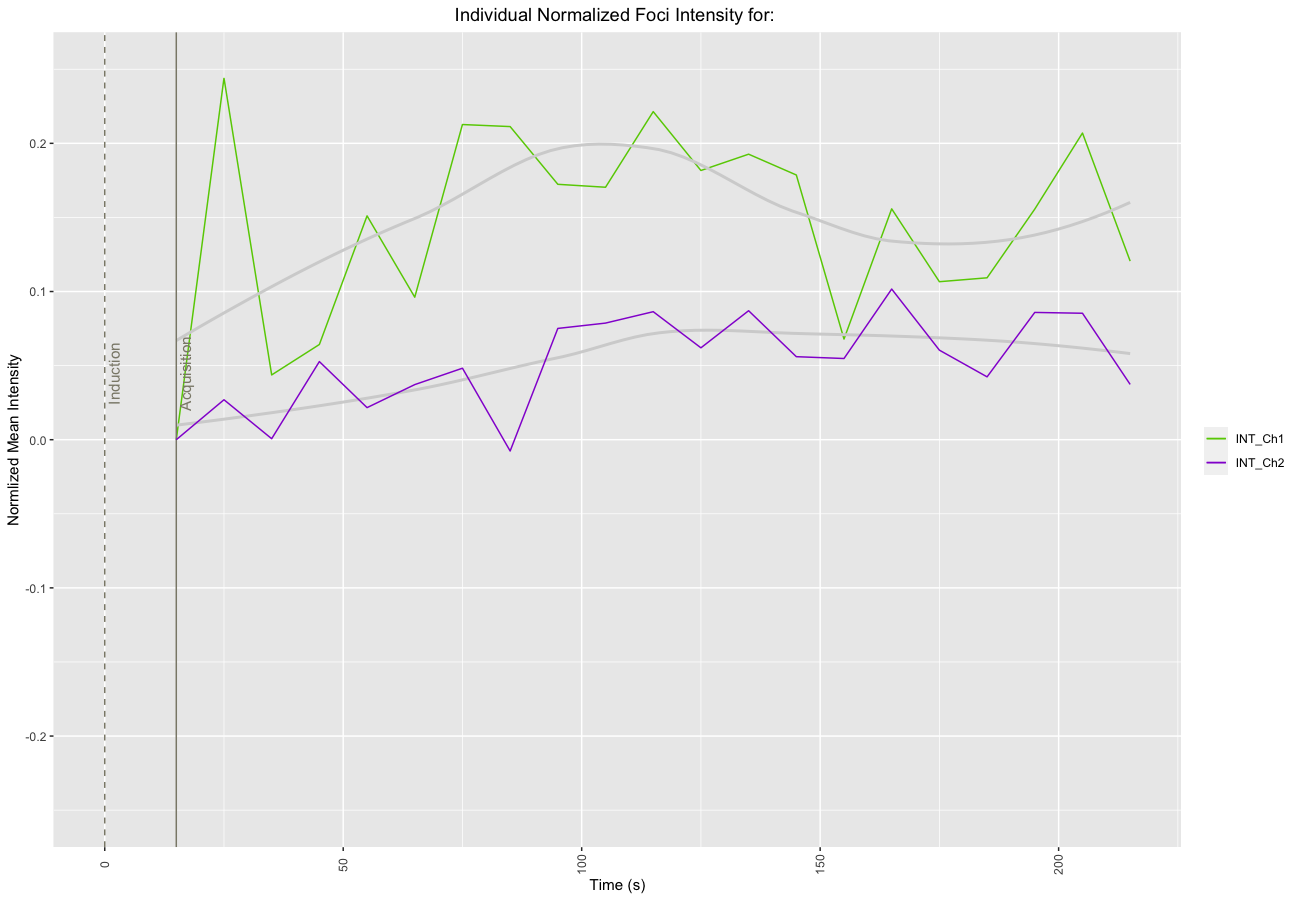 Individual Normalized Foci Intensity for:
Normlized Mean Intensity
0.2
0.1
0.0
-0.1
-0.2
Induction
Acquisition
INT_Ch1
INT_Ch2
0
50
100
150
200
Time (s)